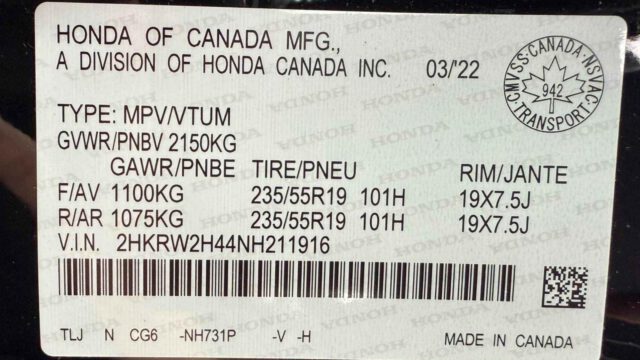 HONDA OF CANADA MFG.,
A DIVISION OF HONDA CANADA INC. 03/'22
CMVSS·CANADA·NSVAC
942
TRANSPORT
TYPE: MPV/VTUM
GVWR/PNBV 2150KG
GAWR/PNBE TIRE/PNEU RIM/JANTE
F/AV 1100KG 235/55R19 101H 19X7.5J
R/AR 1075KG 235/55R19 101H 19X7.5J
V.I.N. 2HKRW2H44NH211916
TLJ N CG6 -NH731P -V -H MADE IN CANADA